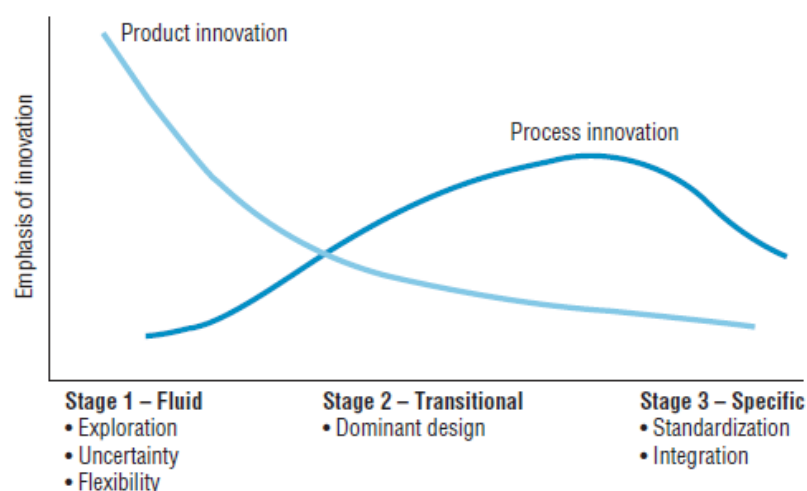 Product innovation
Process innovation
Emphasis of innovation
Stage 1 – Fluid
• Exploration
• Uncertainty
• Flexibility
Stage 2 – Transitional
• Dominant design
Stage 3 – Specific
• Standardization
• Integration